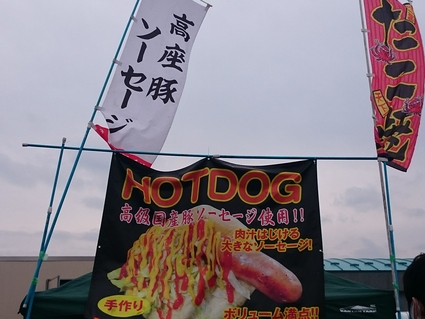 高座豚
ソーセージ
たこ焼
HOTDOG
高級国産豚ソーセージ使用!!
肉汁はじける
大きなソーセージ!
手作り
ボリューム満点!!